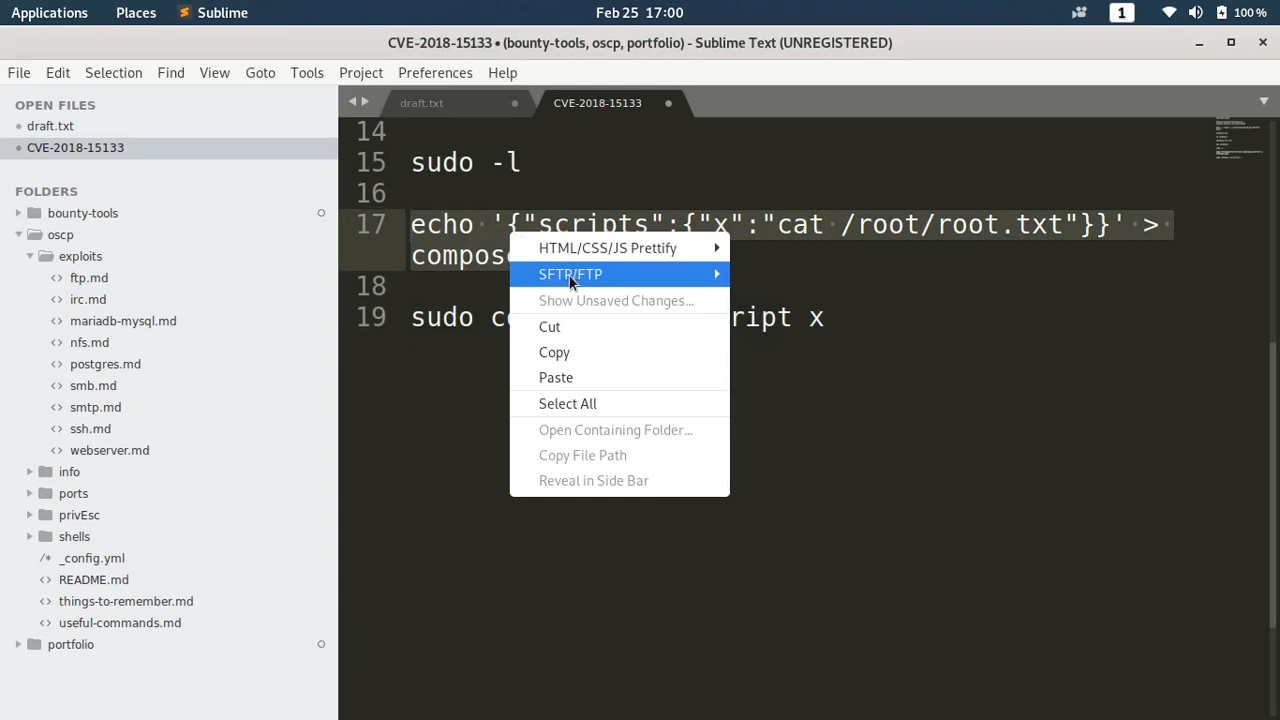 Applications Places Sublime Feb 25 17:00 1 100 %
CVE-2018-15133 • (bounty-tools, oscp, portfolio) - Sublime Text (UNREGISTERED)
File Edit Selection Find View Goto Tools Project Preferences Help
OPEN FILES
draft.txt
CVE-2018-15133
FOLDERS
bounty-tools
oscp
exploits
ftp.md
irc.md
mariadb-mysql.md
nfs.md
postgres.md
smb.md
smtp.md
ssh.md
webserver.md
info
ports
privEsc
shells
/* _config.yml
README.md
things-to-remember.md
useful-commands.md
portfolio
draft.txt CVE-2018-15133
14
15 sudo -l
16
17 echo '{"scripts":{"x":"cat /root/root.txt"}}' >
compos
18
19 sudo co ript x
HTML/CSS/JS Prettify
SFTP/FTP
Show Unsaved Changes...
Cut
Copy
Paste
Select All
Open Containing Folder...
Copy File Path
Reveal in Side Bar